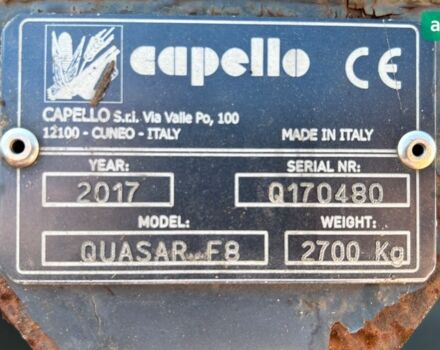 capello CE
CAPELLO S.r.l. Via Valle Po, 100
12100 - CUNEO - ITALY MADE IN ITALY
YEAR: SERIAL NR:
2017 Q170480
MODEL: WEIGHT:
QUASAR F8 2700 Kg